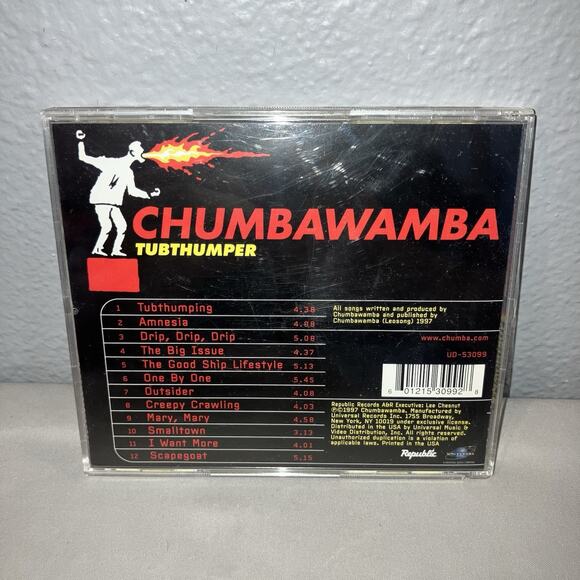 CHUMBAWAMBA
TUBTHUMPER
1 Tubthumping 4.38
2 Amnesia 4.08
3 Drip, Drip, Drip 5.08
4 The Big Issue 4.37
5 The Good Ship Lifestyle 5.13
6 One By One 5.45
7 Outsider 4.08
8 Creepy Crawling 4.03
9 Mary, Mary 4.58
10 Smalltown 3.13
11 I Want More 4.01
12 Scapegoat 5.15
All songs written and produced by
Chumbawamba and published by
Chumbawamba (Leosong) 1997
www.chumba.com
UD-53099
6 01215 30992 8
Republic Records A&R Executive: Lee Chesnut
℗©1997 Chumbawamba. Manufactured by
Universal Records Inc. 1755 Broadway,
New York, NY 10019 under exclusive license.
Distributed in the USA by Universal Music &
Video Distribution, Inc. All rights reserved.
Unauthorized duplication is a violation of
applicable laws. Printed in the USA
Republic
UNIVERSAL